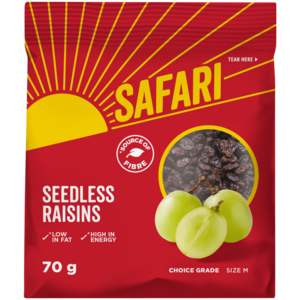 TEAR HERE
SAFARI
SOURCE OF
FIBRE
SEEDLESS
RAISINS
LOW
IN FAT
HIGH IN
ENERGY
70 g
CHOICE GRADE SIZE M